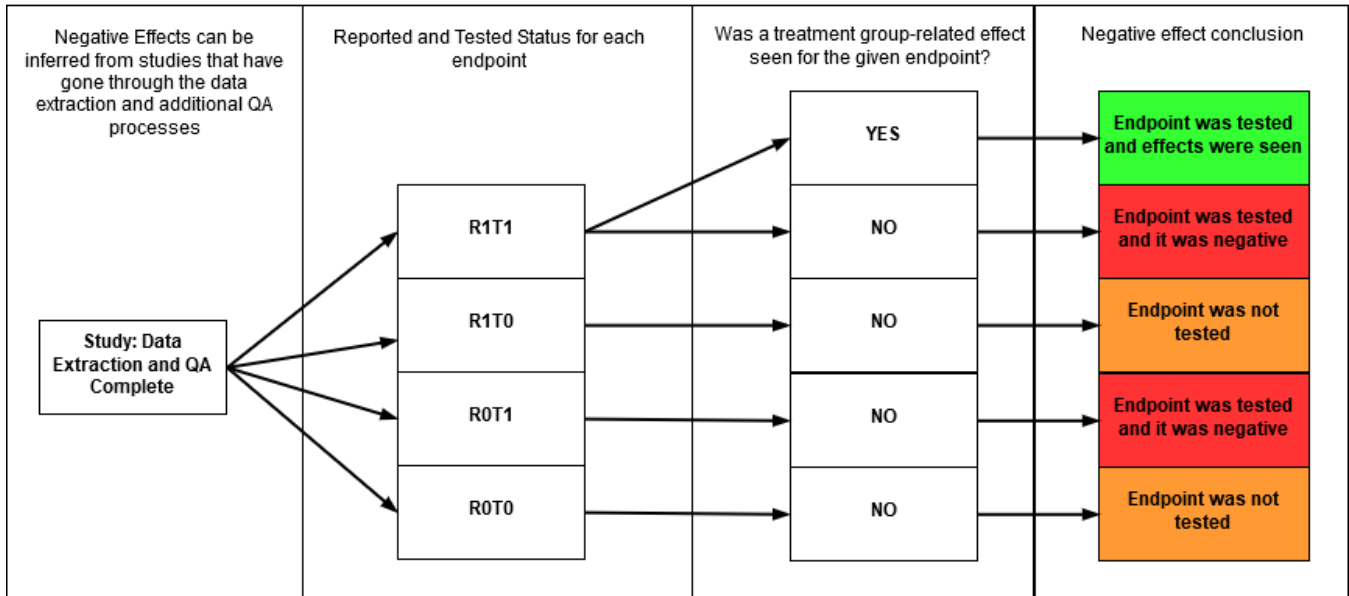 Negative Effects can be
inferred from studies that have
gone through the data
extraction and additional QA
processes
Reported and Tested Status for each
endpoint
Was a treatment group-related effect
seen for the given endpoint?
Negative effect conclusion
Study: Data
Extraction and QA
Complete
R1T1
R1T0
R0T1
R0T0
YES
NO
NO
NO
NO
Endpoint was tested
and effects were seen
Endpoint was tested
and it was negative
Endpoint was not
tested
Endpoint was tested
and it was negative
Endpoint was not
tested